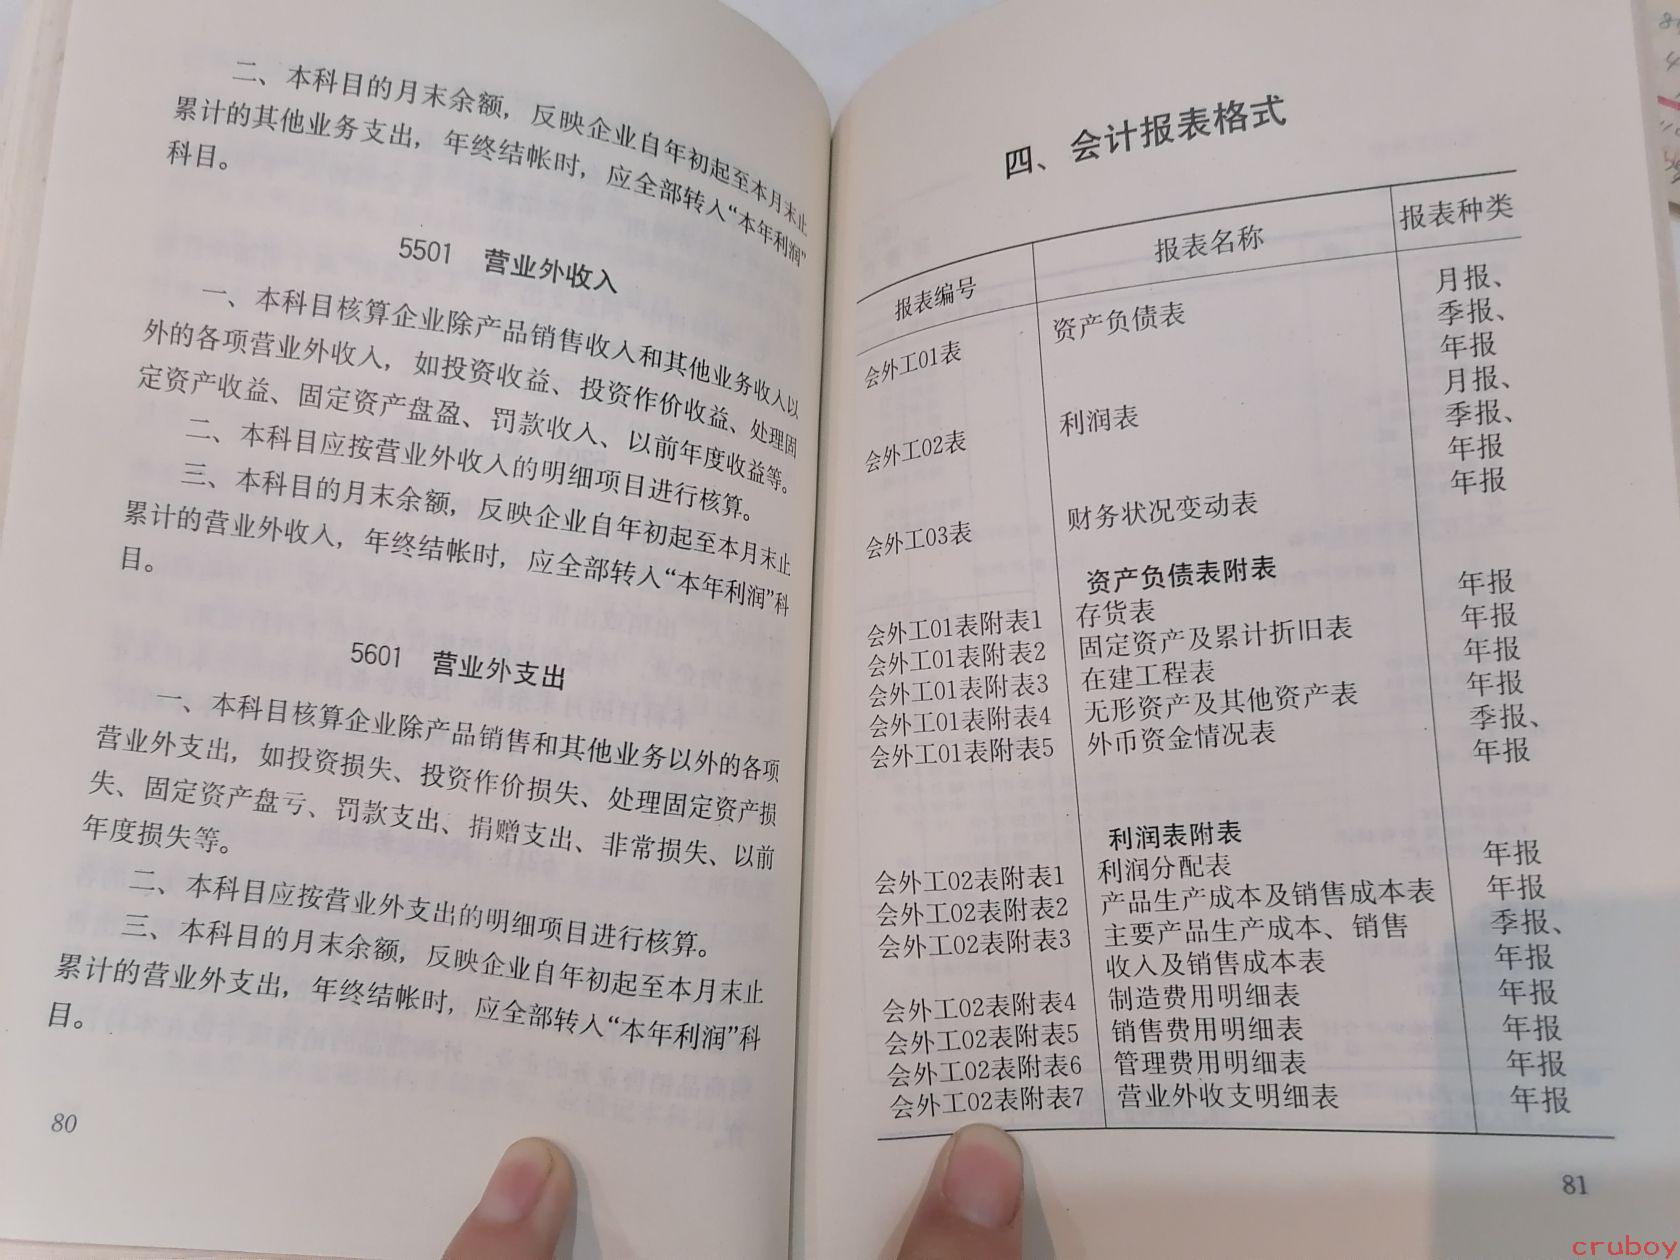 二、本科目的月末余额，反映企业自年初起至本月末止
累计的其他业务支出，年终结帐时，应全部转入“本年利润”
科目。
5501 营业外收入
一、本科目核算企业除产品销售收入和其他业务收入以
外的各项营业外收入，如投资收益、投资作价收益、处理固
定资产收益、固定资产盘盈、罚款收入、以前年度收益等。
二、本科目应按营业外收入的明细项目进行核算。
三、本科目的月末余额，反映企业自年初起至本月末止
累计的营业外收入，年终结帐时，应全部转入“本年利润”科
目。
5601 营业外支出
一、本科目核算企业除产品销售和其他业务以外的各项
营业外支出，如投资损失、投资作价损失、处理固定资产损
失、固定资产盘亏、罚款支出、捐赠支出、非常损失、以前
年度损失等。
二、本科目应按营业外支出的明细项目进行核算。
三、本科目的月末余额，反映企业自年初起至本月末止
累计的营业外支出，年终结帐时，应全部转入“本年利润”科
目。
80
四、会计报表格式
报表编号 报表名称 报表种类
会外工01表 资产负债表 月报、
季报、
年报
会外工02表 利润表 月报、
季报、
年报
会外工03表 财务状况变动表 年报
资产负债表附表
会外工01表附表1 存货表 年报
会外工01表附表2 固定资产及累计折旧表 年报
会外工01表附表3 在建工程表 年报
会外工01表附表4 无形资产及其他资产表 年报
会外工01表附表5 外币资金情况表 季报、
年报
利润表附表
会外工02表附表1 利润分配表 年报
会外工02表附表2 产品生产成本及销售成本表 年报
会外工02表附表3 主要产品生产成本、销售 季报、
收入及销售成本表 年报
会外工02表附表4 制造费用明细表 年报
会外工02表附表5 销售费用明细表 年报
会外工02表附表6 管理费用明细表 年报
会外工02表附表7 营业外收支明细表 年报
81
cruboy